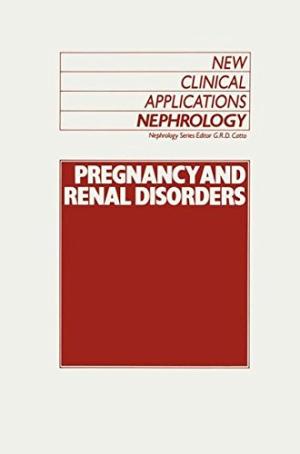 NEW
CLINICAL
APPLICATIONS
NEPHROLOGY
Nephrology Series Editor G.R.D. Catto
PREGNANCY AND
RENAL DISORDERS